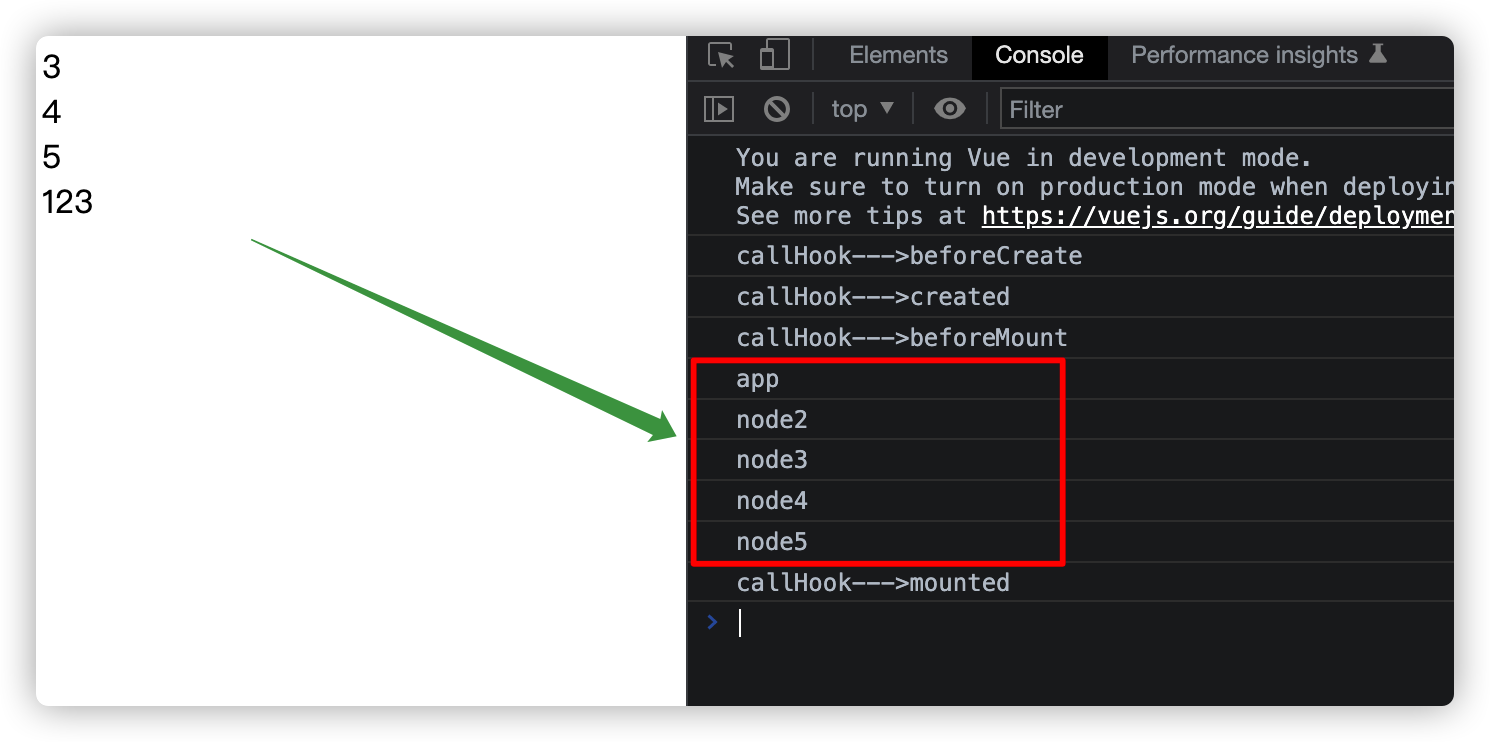 3
4
5
123
Elements Console Performance insights
top Filter
You are running Vue in development mode.
Make sure to turn on production mode when deployin
See more tips at https://vuejs.org/guide/deploymen
callHook--->beforeCreate
callHook--->created
callHook--->beforeMount
app
node2
node3
node4
node5
callHook--->mounted
>